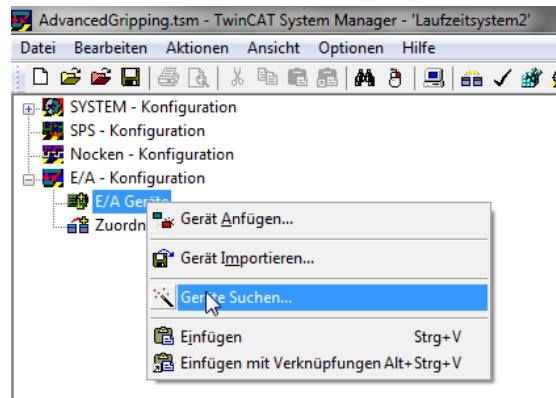 AdvancedGripping.tsm - TwinCAT System Manager - 'Laufzeitsystem2'
Datei Bearbeiten Aktionen Ansicht Optionen Hilfe
SYSTEM - Konfiguration
SPS - Konfiguration
Nocken - Konfiguration
E/A - Konfiguration
E/A Geräte
Zuordn
Gerät Anfügen...
Gerät Importieren...
Geräte Suchen...
Einfügen Strg+V
Einfügen mit Verknüpfungen Alt+Strg+V